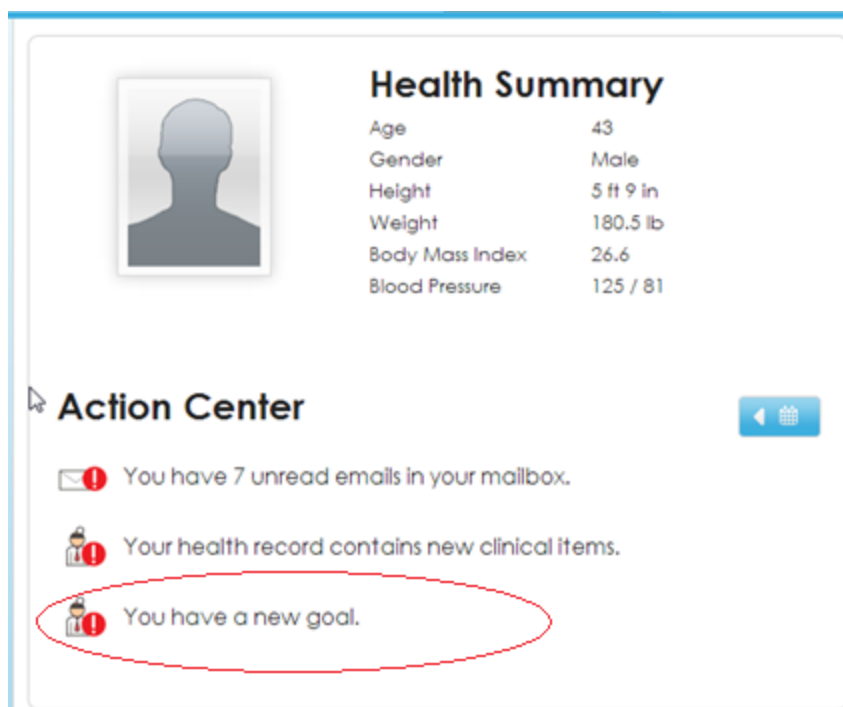 Health Summary
Age 43
Gender Male
Height 5 ft 9 in
Weight 180.5 lb
Body Mass Index 26.6
Blood Pressure 125 / 81
Action Center
You have 7 unread emails in your mailbox.
Your health record contains new clinical items.
You have a new goal.